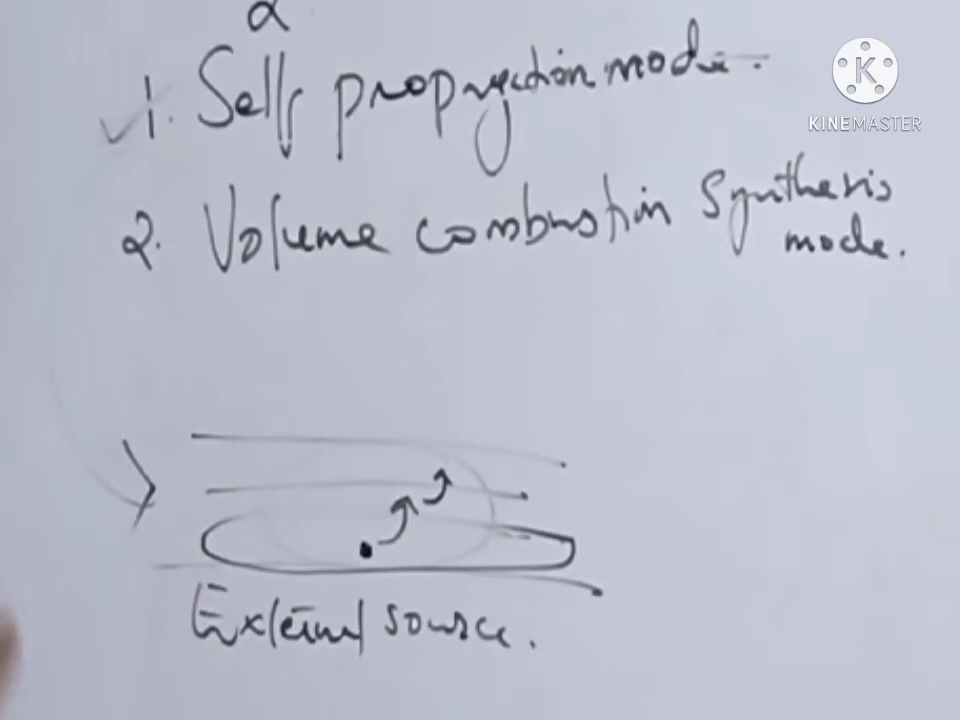 α
1. Self propagation mode.
K
KINEMASTER
2. Volume combustion Synthesis
mode.
External source.